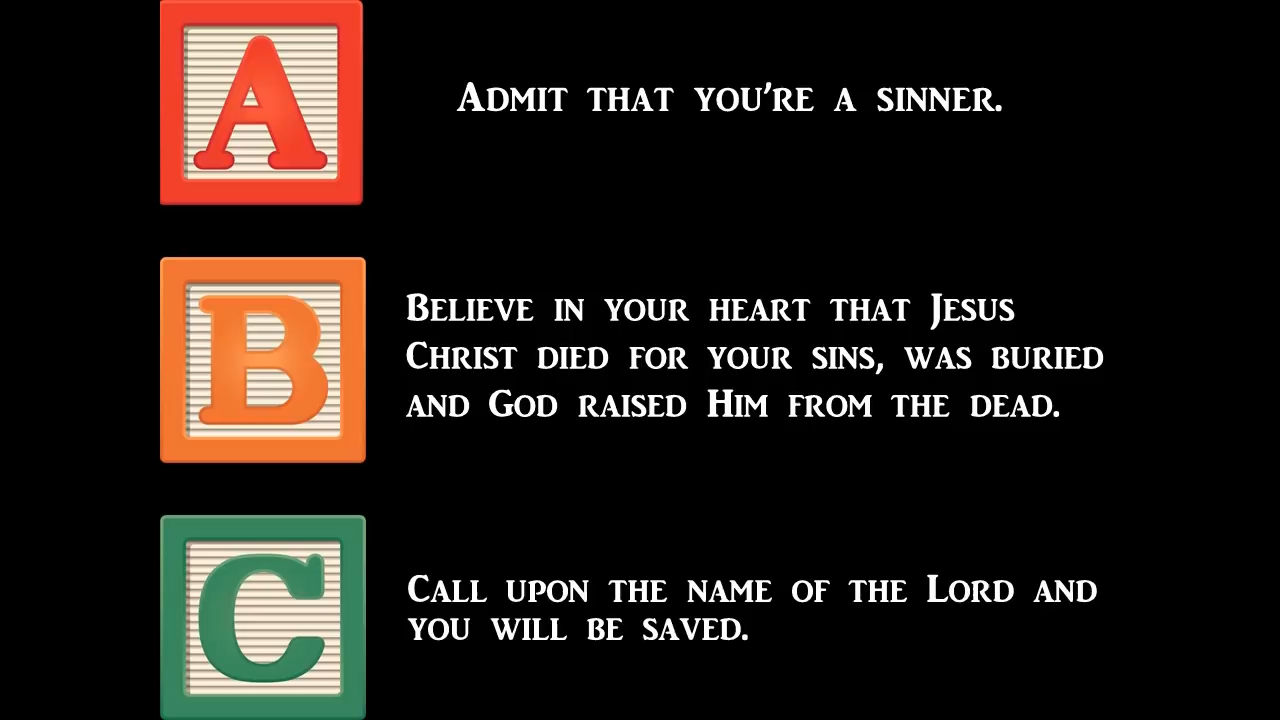 A
Admit that you're a sinner.
B
Believe in your heart that Jesus
Christ died for your sins, was buried
and God raised Him from the dead.
C
Call upon the name of the Lord and
you will be saved.